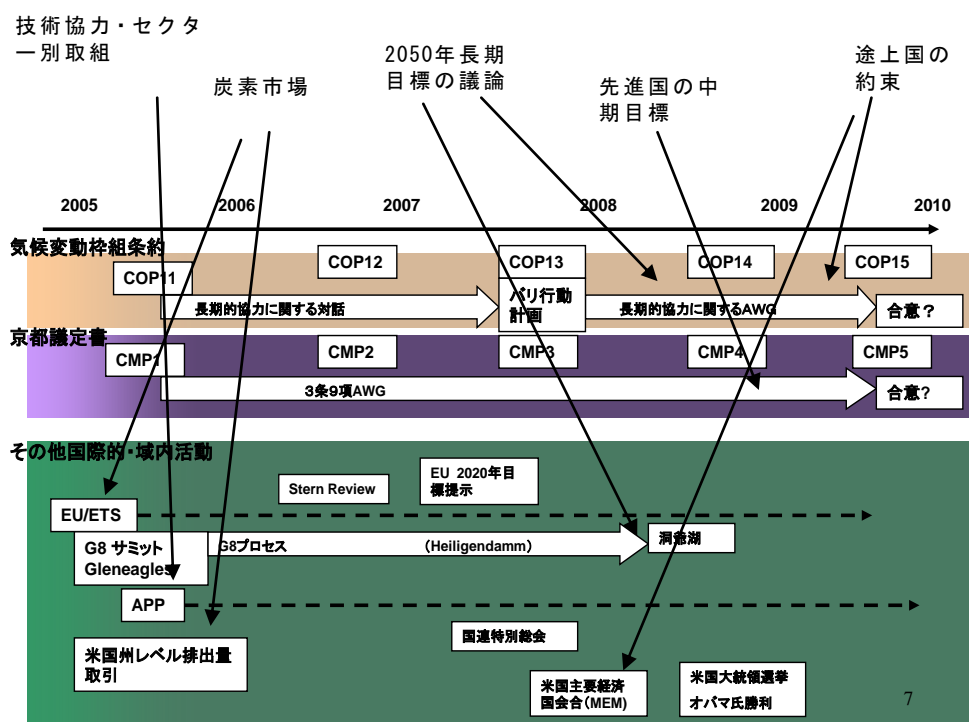 技術協力・セクタ
ー別取組
炭素市場
2050年長期
目標の議論
先進国の中
期目標
途上国の
約束
2005
2006
2007
2008
2009
2010
気候変動枠組条約
COP11
COP12
COP13
COP14
COP15
長期的協力に関する対話
バリ行動
計画
長期的協力に関するAWG
合意？
京都議定書
CMP1
CMP2
CMP3
CMP4
CMP5
３条９項AWG
合意?
その他国際的・域内活動
Stern Review
EU 2020年目
標提示
EU/ETS
G8 サミット
Gleneagles
G8プロセス
(Heiligendamm)
洞爺湖
APP
国連特別総会
米国州レベル排出量
取引
米国主要経済
国会合(MEM)
米国大統領選挙
オバマ氏勝利
7